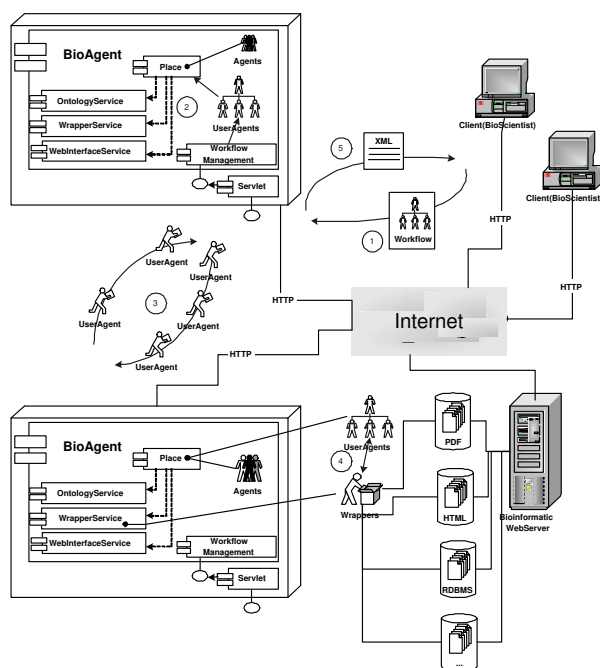 BioAgent
Place
Agents
2
OntologyService
WrapperService
UserAgents
WebInterfaceService
Workflow
Management
Servlet
5
XML
1
Workflow
Client(BioScientist)
Client(BioScientist
HTTP
HTTP
HTTP
HTTP
UserAgent
UserAgent
UserAgent
UserAgent
UserAgent
3
Internet
BioAgent
Place
Agents
OntologyService
WrapperService
WebInterfaceService
Workflow
Management
Servlet
UserAgents
4
Wrappers
PDF
HTML
RDBMS
...
Bioinformatic
WebServer